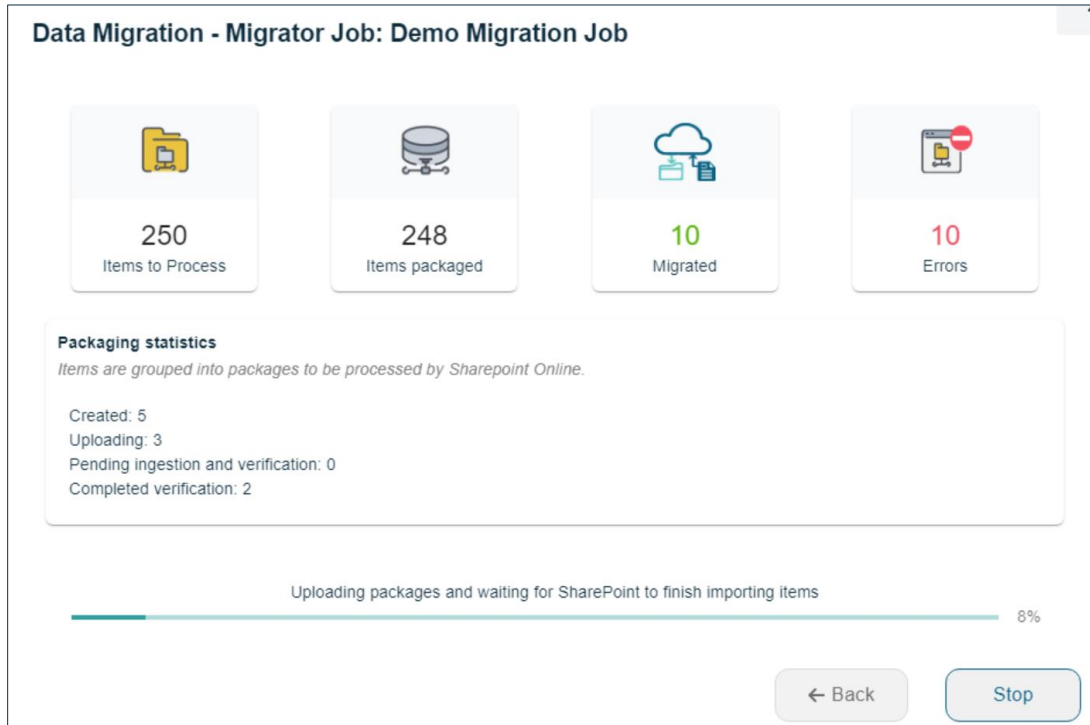 Data Migration - Migrator Job: Demo Migration Job
250
Items to Process
248
Items packaged
10
Migrated
10
Errors
Packaging statistics
Items are grouped into packages to be processed by Sharepoint Online.
Created: 5
Uploading: 3
Pending ingestion and verification: 0
Completed verification: 2
Uploading packages and waiting for SharePoint to finish importing items
8%
← Back
Stop